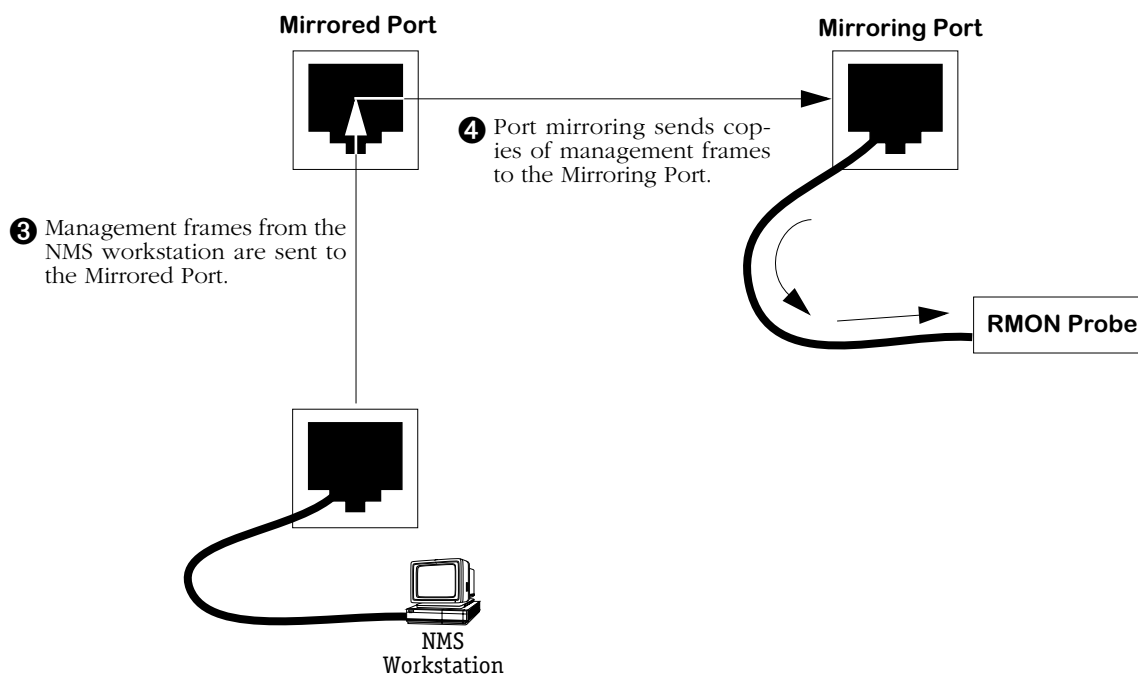 Mirrored Port
Mirroring Port
❹ Port mirroring sends cop-
ies of management frames
to the Mirroring Port.
❸ Management frames from the
NMS workstation are sent to
the Mirrored Port.
RMON Probe
NMS
Workstation